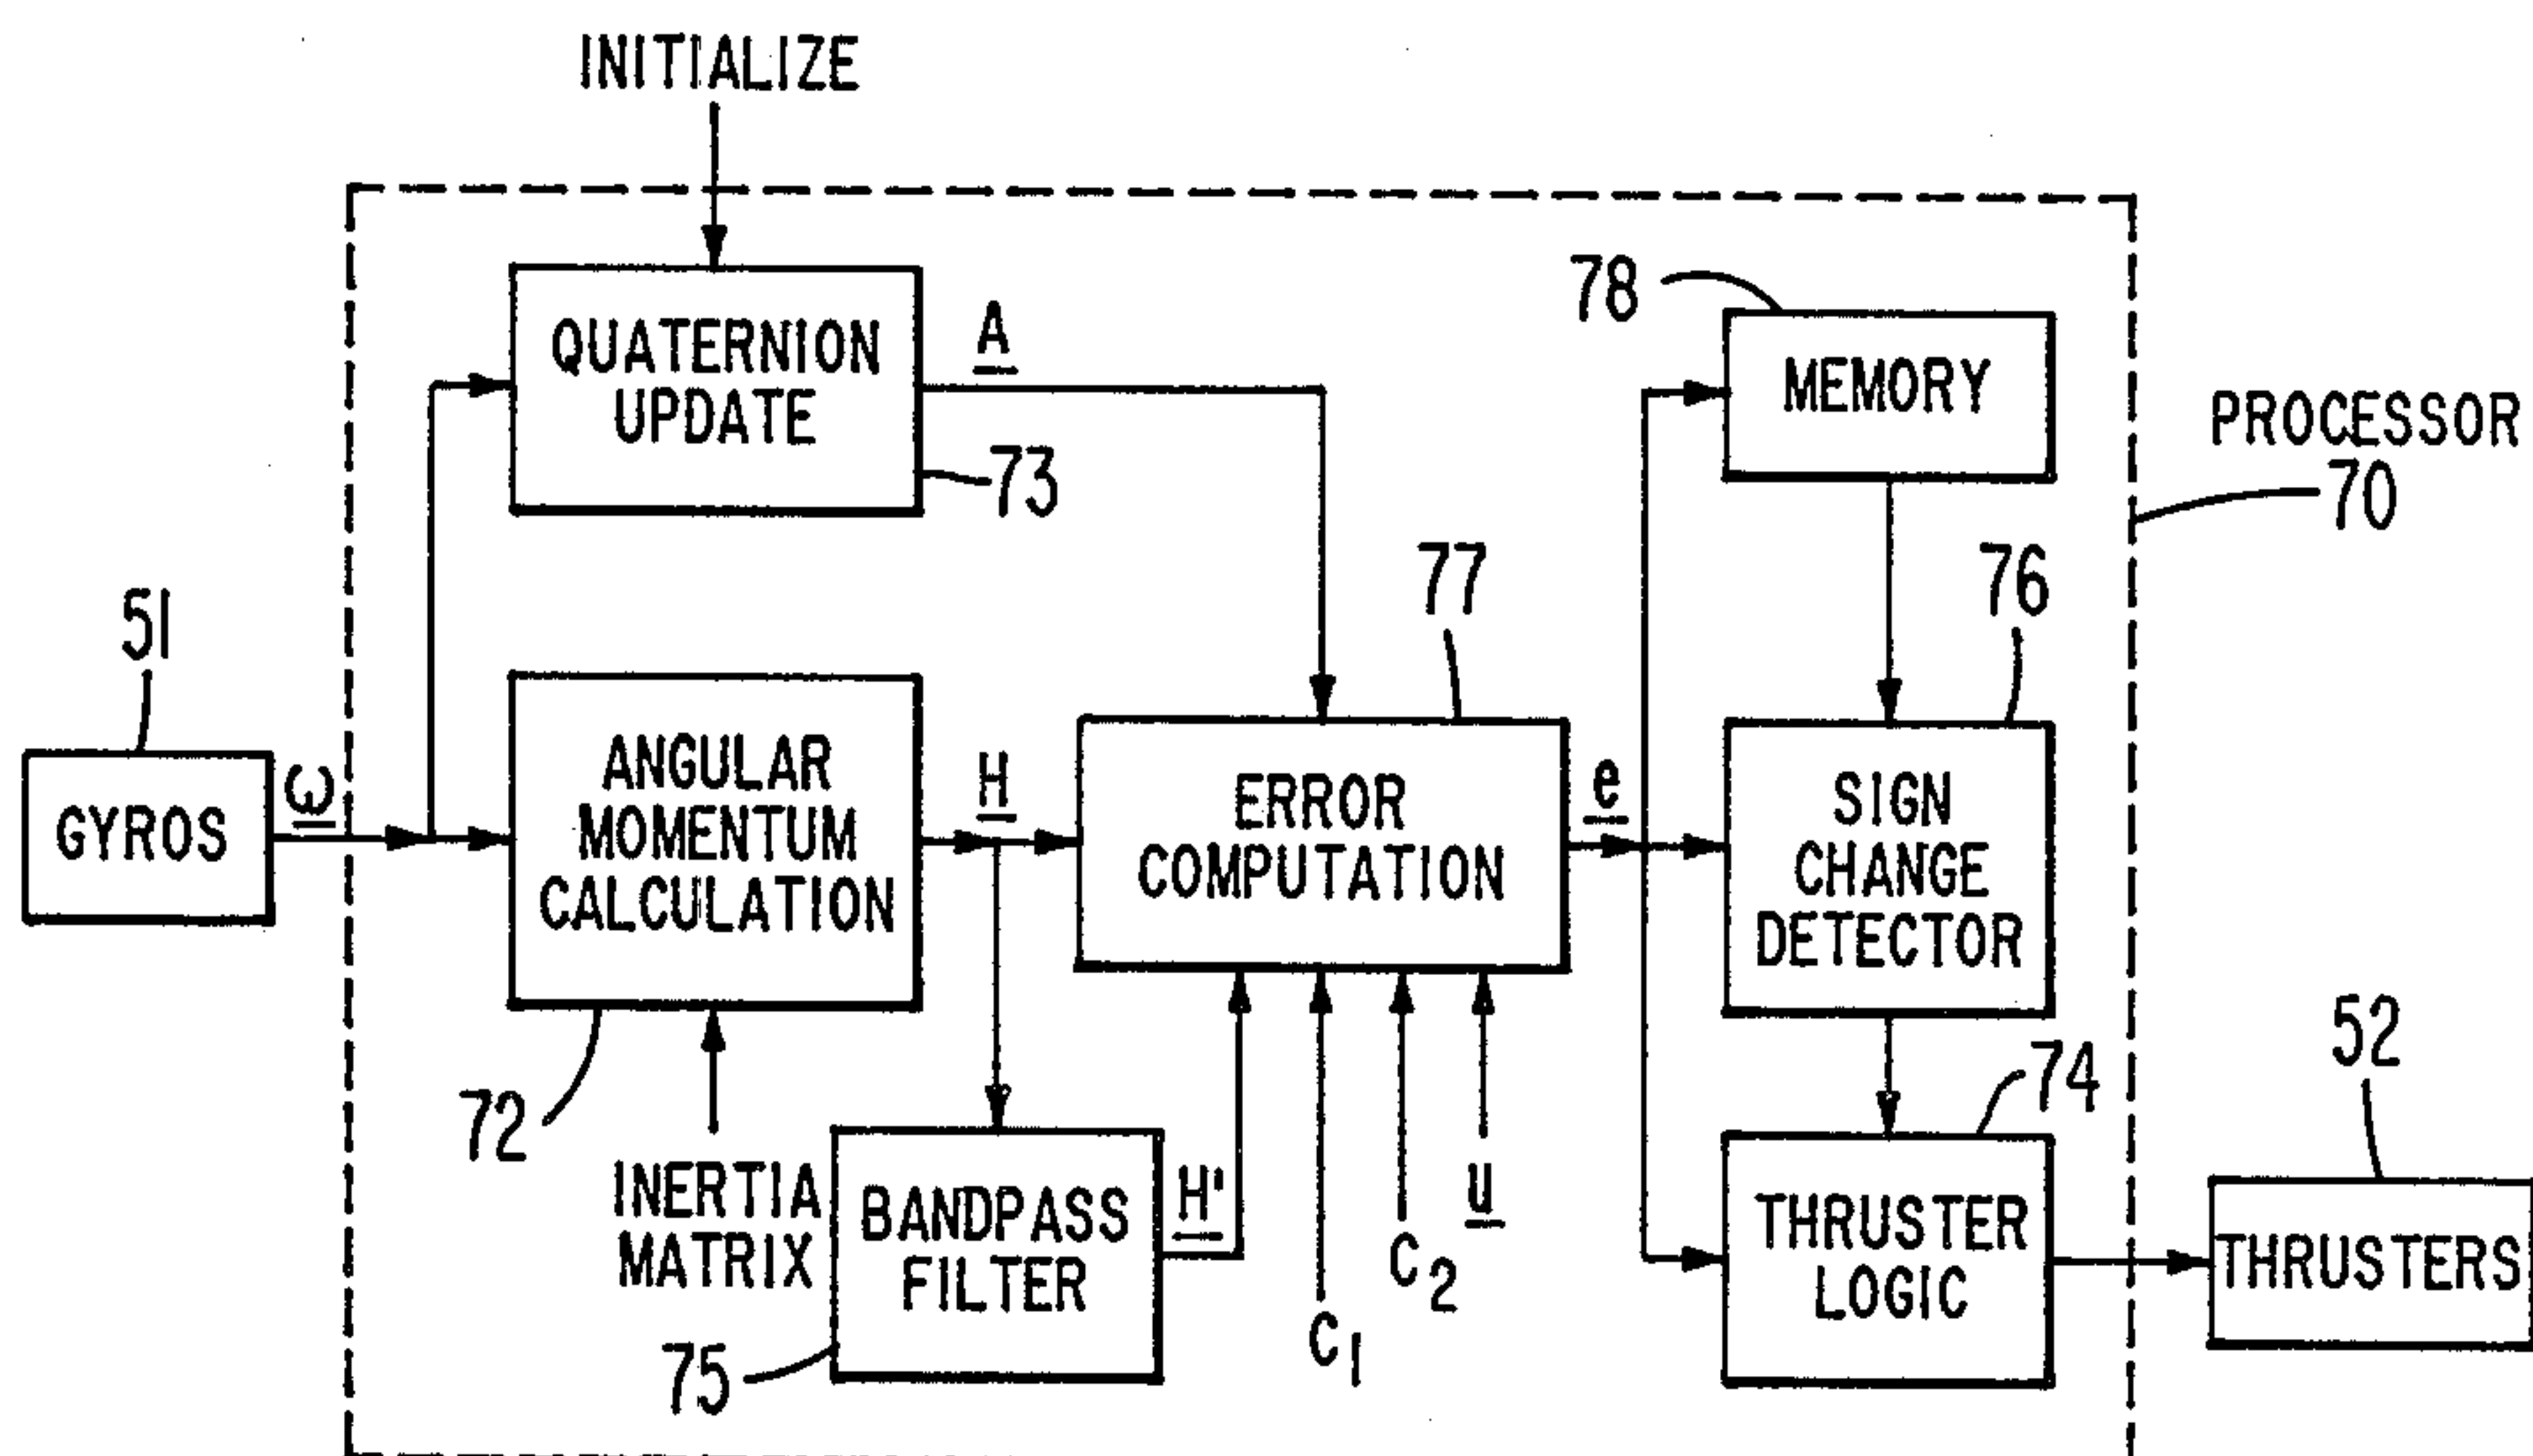 INITIALIZE
QUATERNION
UPDATE
A
73
78
MEMORY
PROCESSOR
70
51
GYROS
ω
ANGULAR
MOMENTUM
CALCULATION
72
INERTIA
MATRIX
H
77
ERROR
COMPUTATION
e
76
SIGN
CHANGE
DETECTOR
BANDPASS
FILTER
75
H'
C1
C2
u
74
THRUSTER
LOGIC
52
THRUSTERS